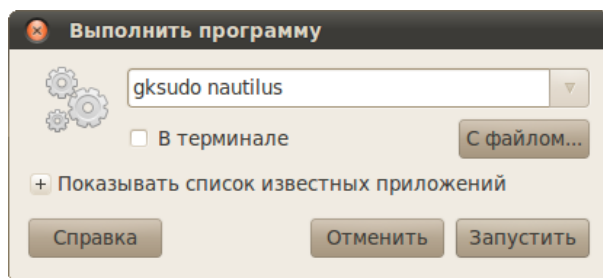 Выполнить программу
gksudo nautilus
В терминале
С файлом...
Показывать список известных приложений
Справка
Отменить
Запустить